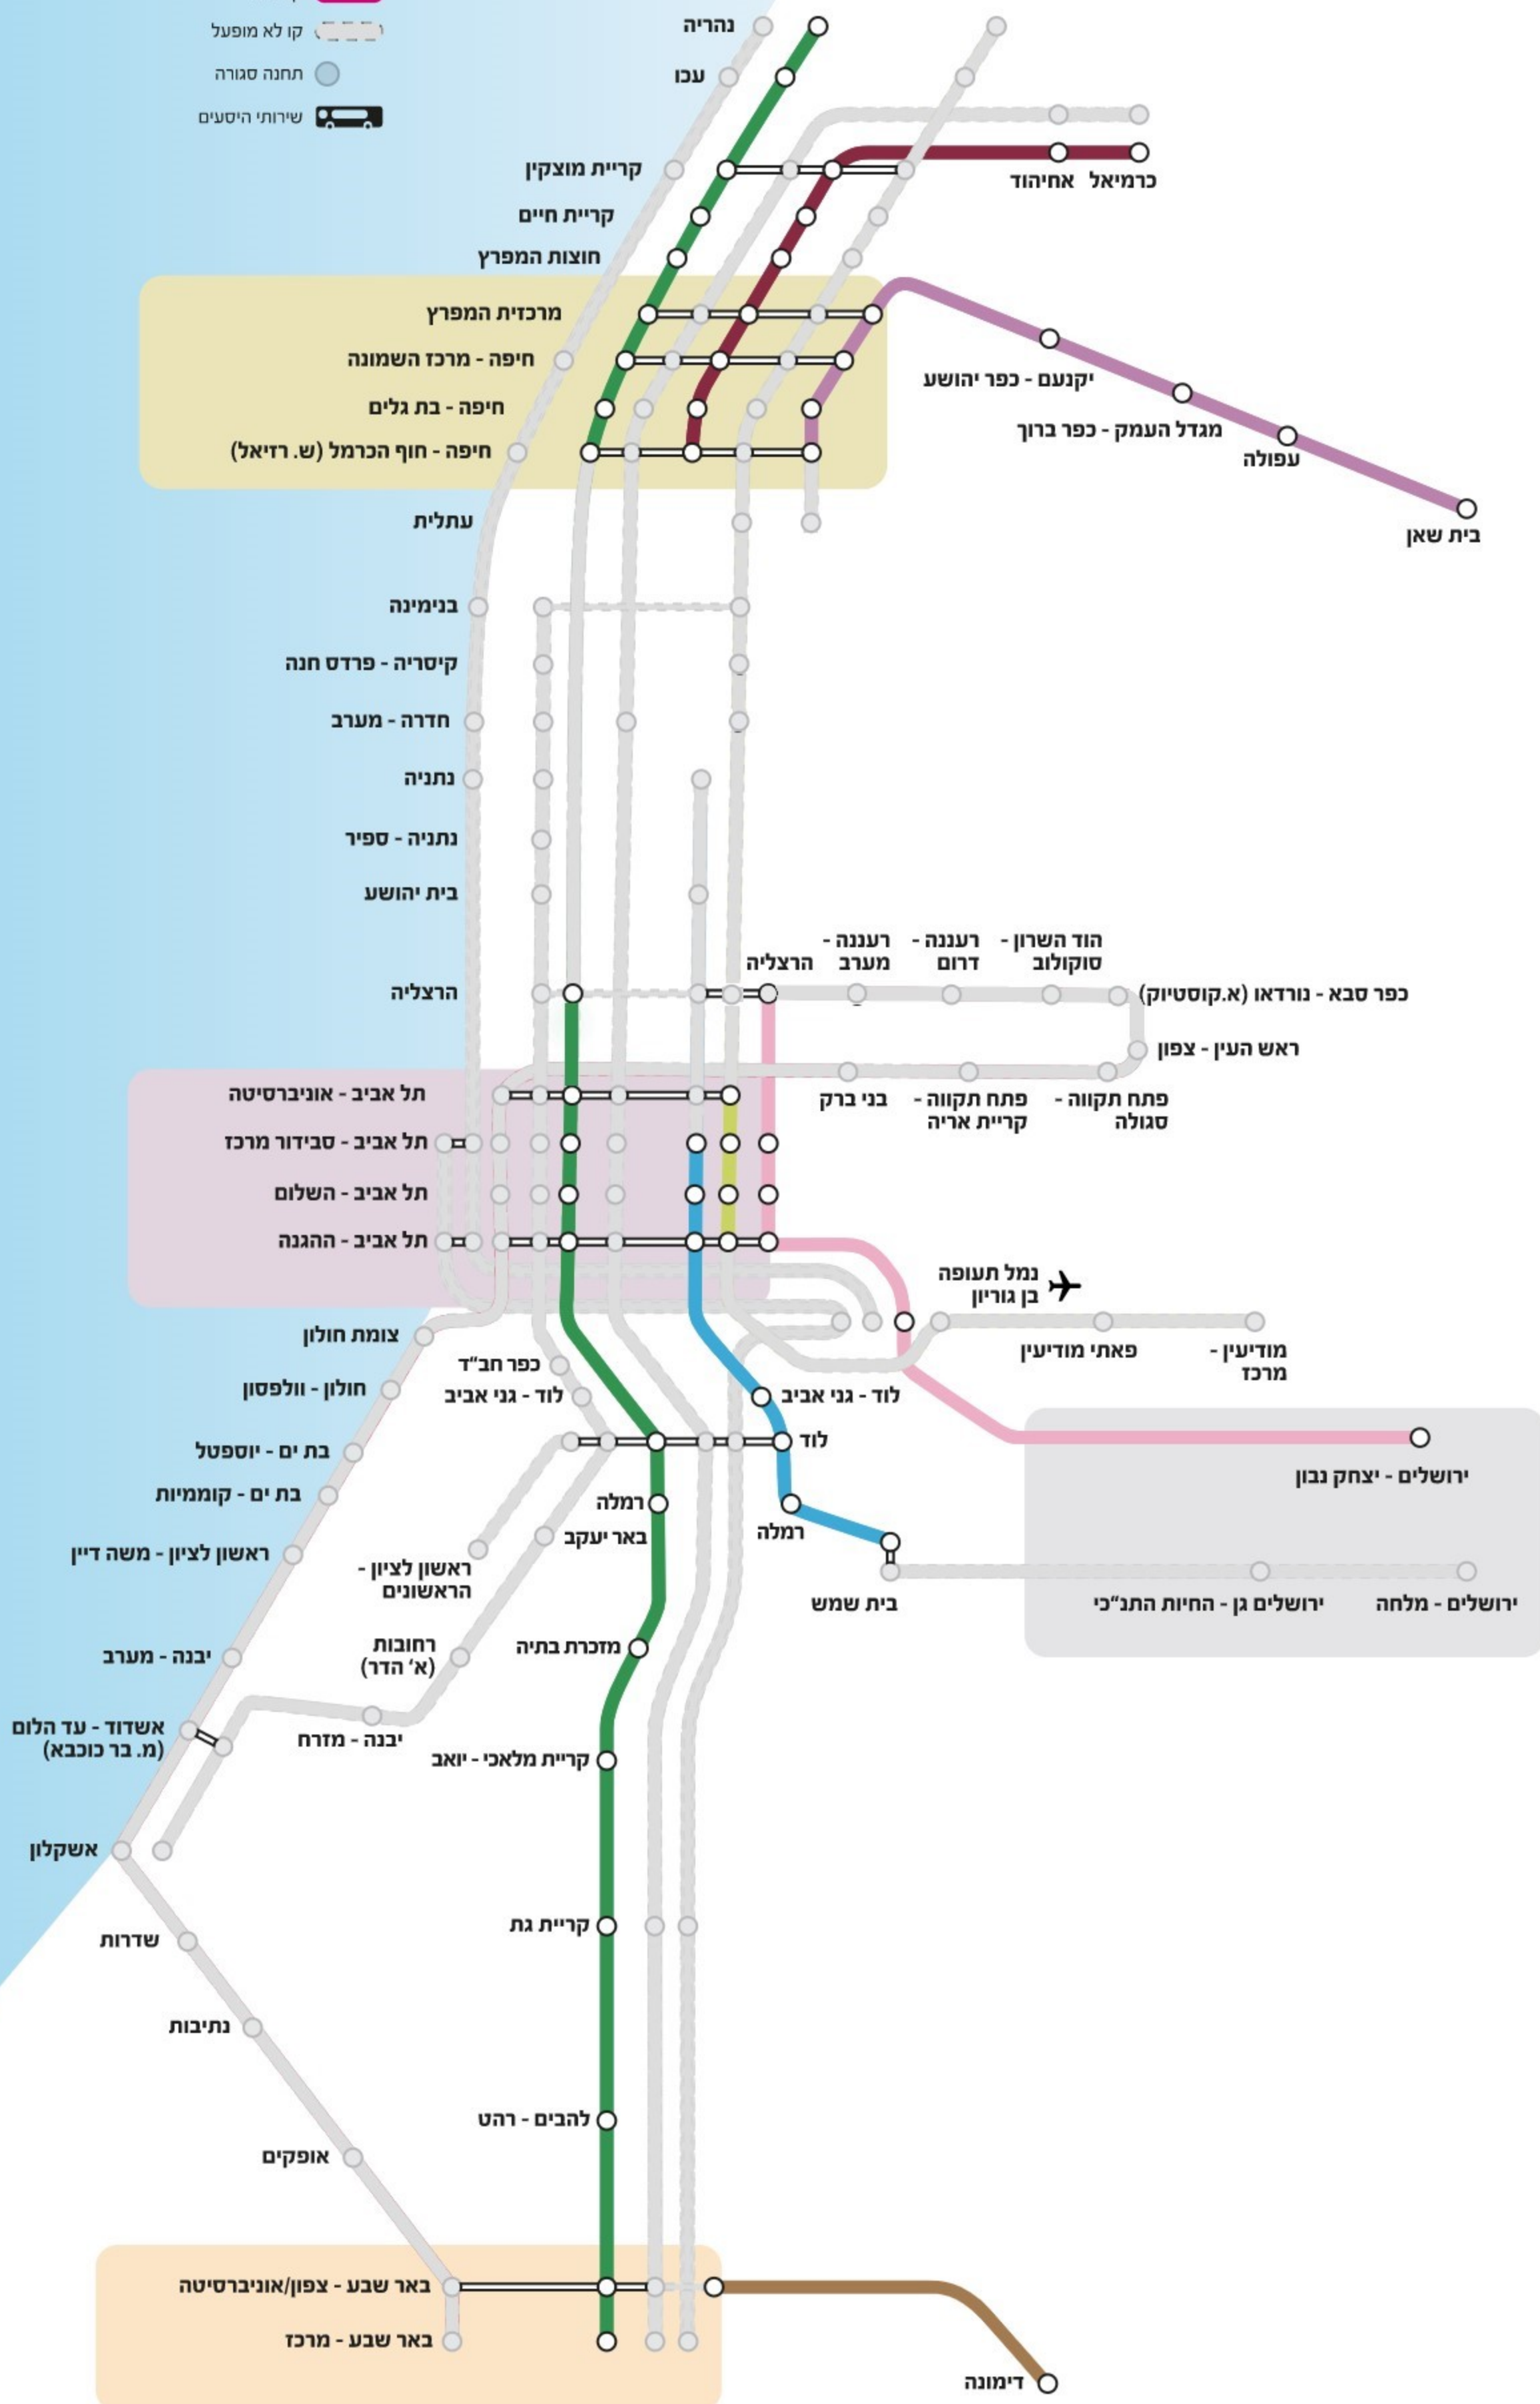 קו לא מופעל
תחנה סגורה
שירותי היסעים
נהריה
עכו
קריית מוצקין
כרמיאל
אחיהוד
קריית חיים
חוצות המפרץ
מרכזית המפרץ
חיפה - מרכז השמונה
יקנעם - כפר יהושע
חיפה - בת גלים
מגדל העמק - כפר ברוך
חיפה - חוף הכרמל (ש. רזיאל)
עפולה
עתלית
בית שאן
בנימינה
קיסריה - פרדס חנה
חדרה - מערב
נתניה
נתניה - ספיר
בית יהושע
הרצליה
הרצליה
רעננה -
מערב
רעננה -
דרום
הוד השרון -
סוקולוב
כפר סבא - נורדאו (א.קוסטיוק)
ראש העין - צפון
תל אביב - אוניברסיטה
בני ברק
פתח תקווה -
קריית אריה
פתח תקווה -
סגולה
תל אביב - סבידור מרכז
תל אביב - השלום
תל אביב - ההגנה
נמל תעופה
בן גוריון
צומת חולון
פאתי מודיעין
מודיעין -
מרכז
כפר חב"ד
חולון - וולפסון
לוד - גני אביב
לוד - גני אביב
בת ים - יוספטל
לוד
ירושלים - יצחק נבון
בת ים - קוממיות
רמלה
רמלה
באר יעקב
ראשון לציון - משה דיין
ראשון לציון -
הראשונים
בית שמש
ירושלים גן - החיות התנ"כי
ירושלים - מלחה
יבנה - מערב
רחובות
(א' הדר)
מזכרת בתיה
אשדוד - עד הלום
(מ. בר כוכבא)
יבנה - מזרח
קריית מלאכי - יואב
אשקלון
קריית גת
שדרות
נתיבות
להבים - רהט
אופקים
באר שבע - צפון/אוניברסיטה
באר שבע - מרכז
דימונה